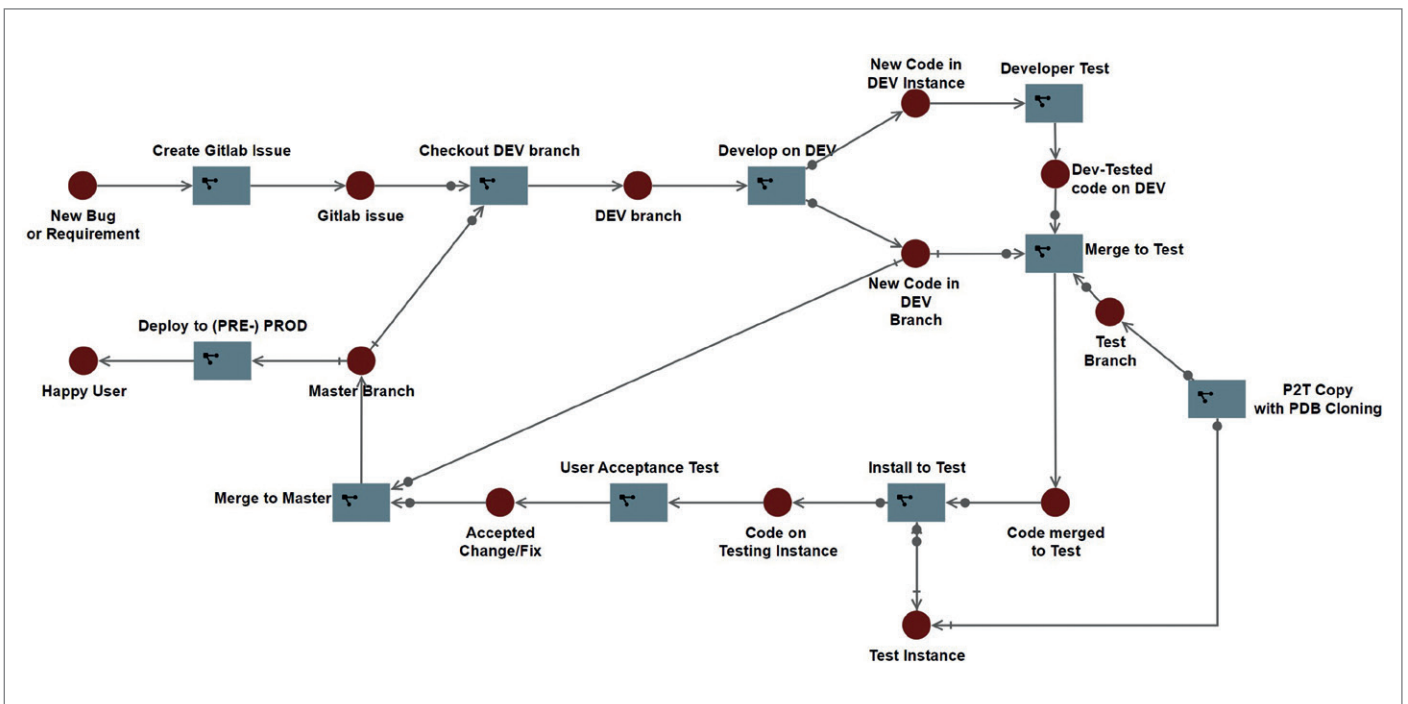 New Code in
DEV Instance
Developer Test
Create Gitlab Issue
Checkout DEV branch
Develop on DEV
New Bug
or Requirement
Gitlab issue
DEV branch
Dev-Tested
code on DEV
Merge to Test
New Code in
DEV
Branch
Deploy to (PRE-) PROD
Test
Branch
Happy User
Master Branch
P2T Copy
with PDB Cloning
User Acceptance Test
Install to Test
Merge to Master
Accepted
Change/Fix
Code on
Testing Instance
Code merged
to Test
Test Instance